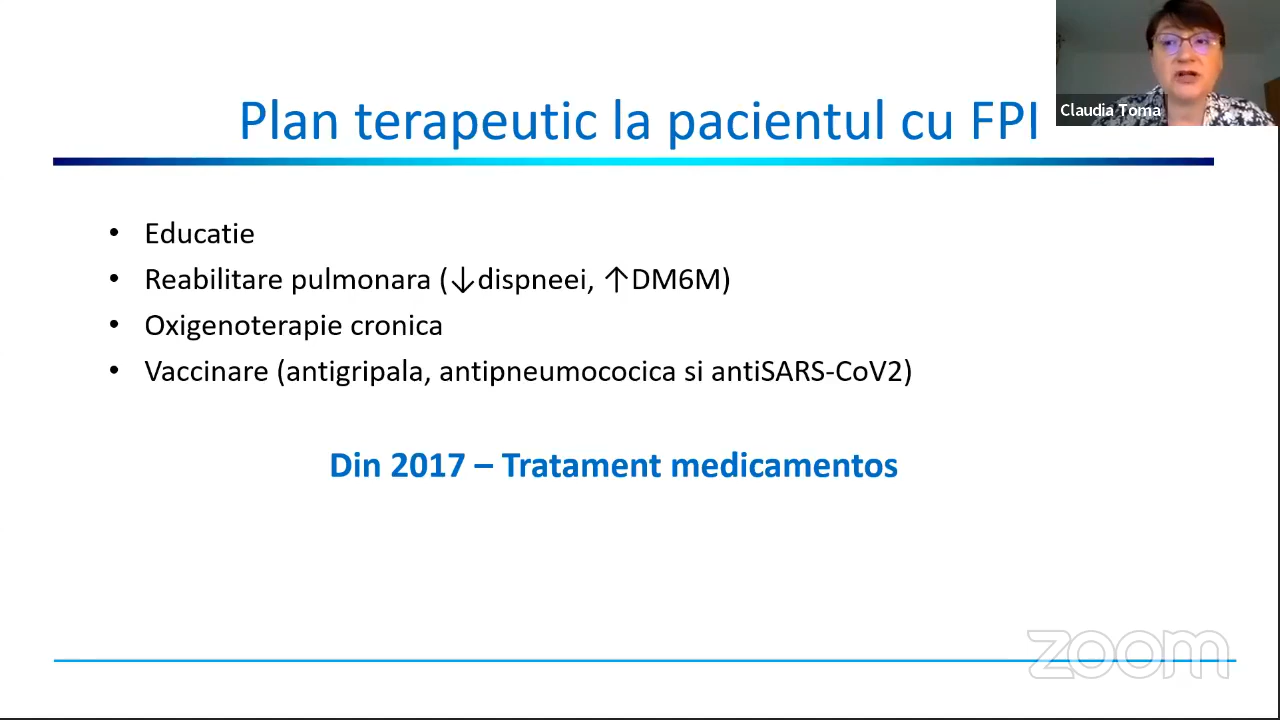 Plan terapeutic la pacientul cu FPI
Claudia Toma
• Educatie
• Reabilitare pulmonara (↓dispneei, ↑DM6M)
• Oxigenoterapie cronica
• Vaccinare (antigripala, antipneumococica si antiSARS-CoV2)
Din 2017 – Tratament medicamentos
zoom